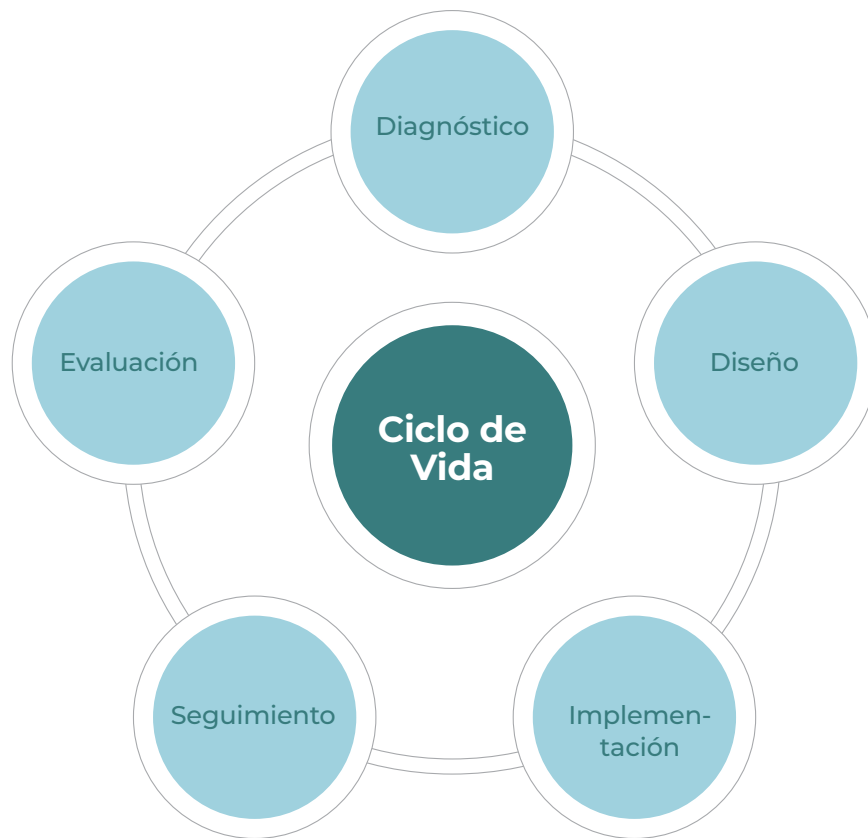 Diagnóstico
Diseño
Implemen-
tación
Seguimiento
Evaluación
Ciclo de
Vida